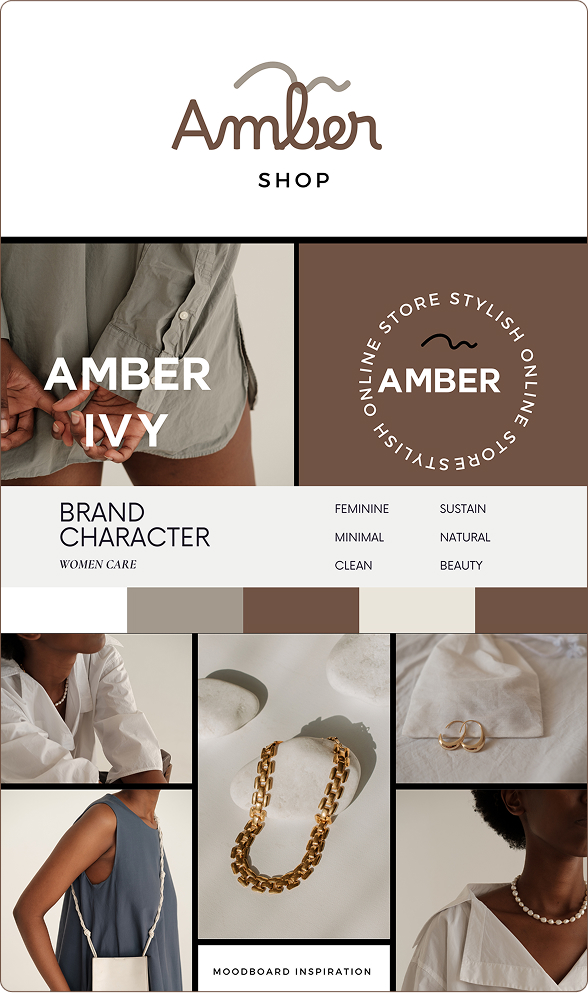 Amber
SHOP
AMBER
IVY
STYLISH ONLINE STORE STYLISH ONLINE STORE
AMBER
BRAND
CHARACTER
WOMEN CARE
FEMININE
MINIMAL
CLEAN
SUSTAIN
NATURAL
BEAUTY
MOODBOARD INSPIRATION